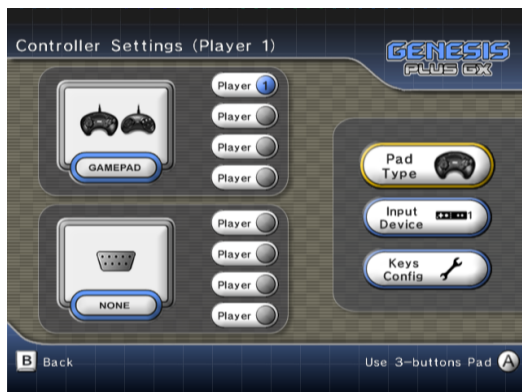 Controller Settings (Player 1)
GENESIS
PLUS GX
Player 1
Player
Player
Player
GAMEPAD
Pad
Type
Input
Device
1
Keys
Config
Player
Player
Player
Player
NONE
B Back
Use 3-buttons Pad A